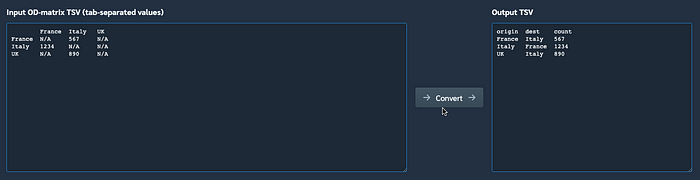 Input OD-matrix TSV (tab-separated values)
France Italy UK
France N/A 567 N/A
Italy 1234 N/A N/A
UK N/A 890 N/A
→ Convert →
Output TSV
origin dest count
France Italy 567
Italy France 1234
UK Italy 890